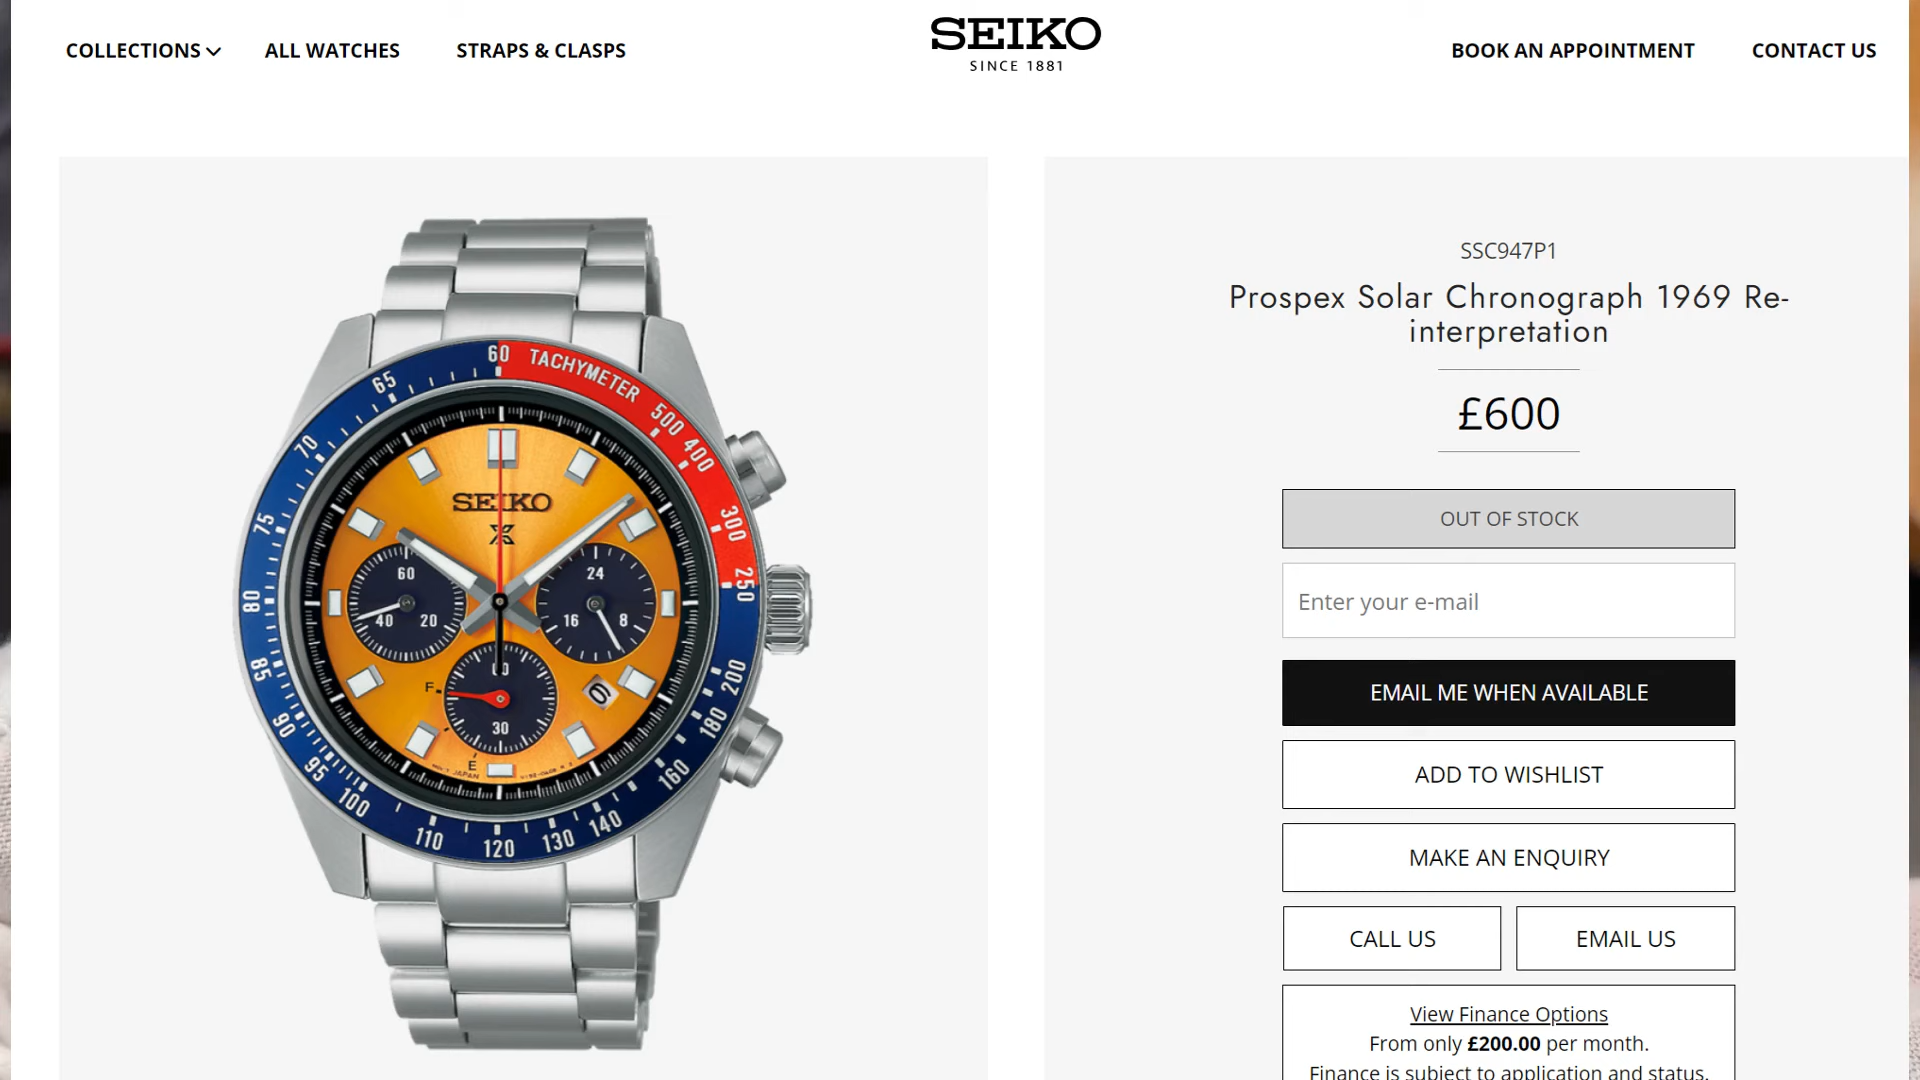 COLLECTIONS
ALL WATCHES
STRAPS & CLASPS
SEIKO
SINCE 1881
BOOK AN APPOINTMENT
CONTACT US
60 TACHYMETER 500 400 300 250 200 180 160 140 130 120 110 100 95 90 85 80 75 70 65
SEIKO
60
40 20
24
16 8
F
60
30
E
6
JAPAN
SSC947P1
Prospex Solar Chronograph 1969 Re-
interpretation
£600
OUT OF STOCK
Enter your e-mail
EMAIL ME WHEN AVAILABLE
ADD TO WISHLIST
MAKE AN ENQUIRY
CALL US
EMAIL US
View Finance Options
From only £200.00 per month.
Finance is subject to application and status.